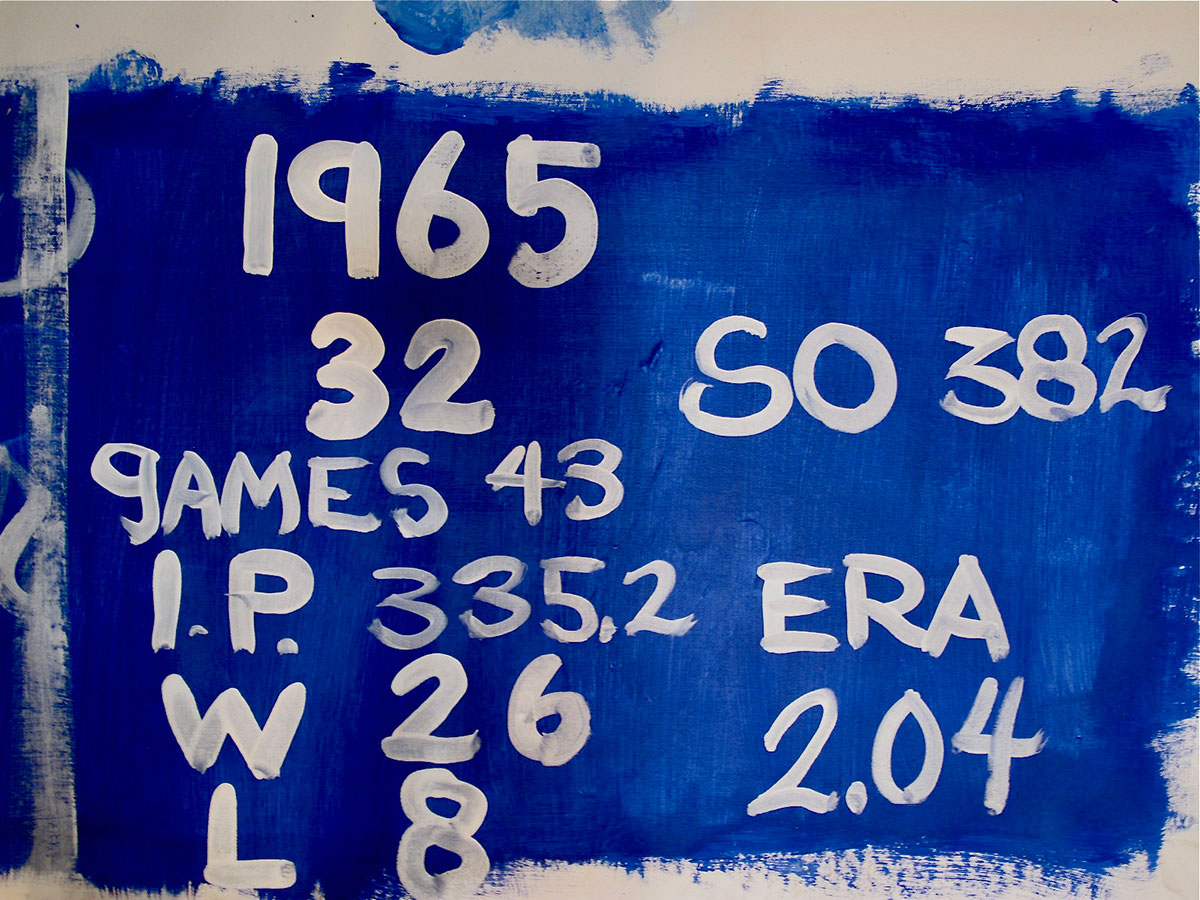 1965
32 SO 382
gAMES 43
I.P. 335.2 ERA
W 26 2.04
L 8